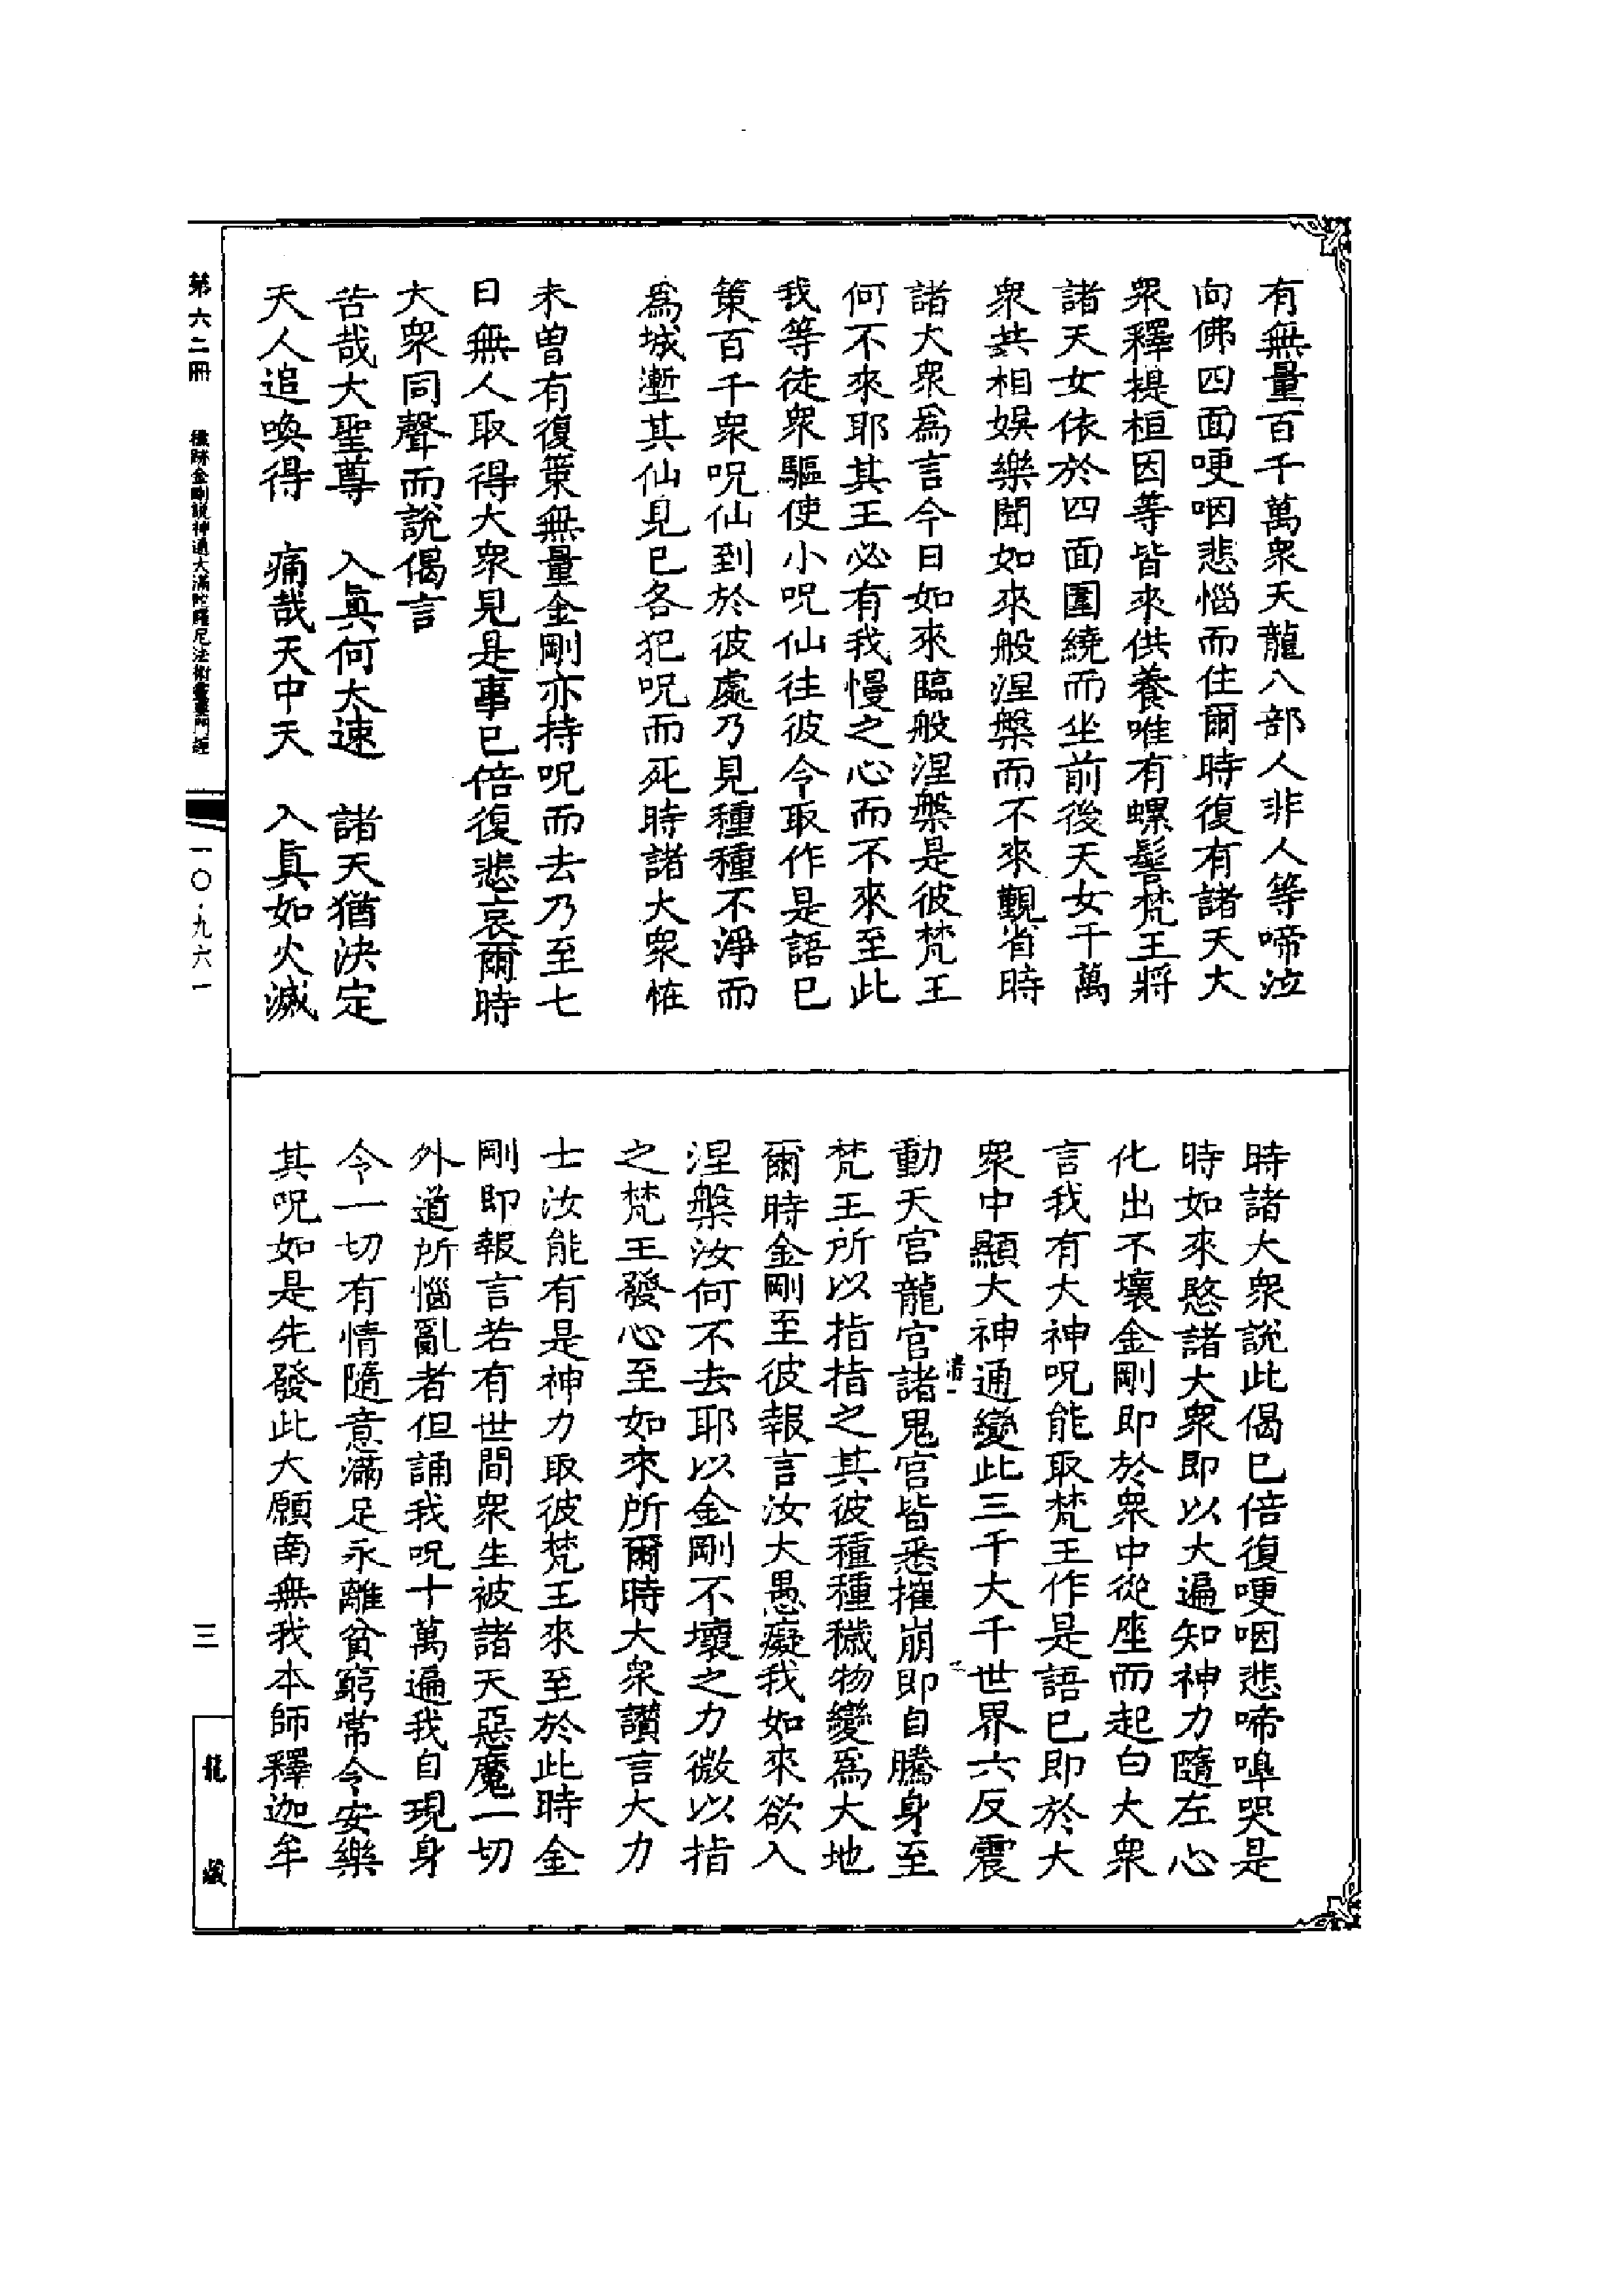 有無量百千萬衆天龍八部人非人等啼泣
向佛四面哽咽悲惱而住爾時復有諸天大
衆釋提桓因等皆來供養唯有螺髻梵王將
諸天女依於四面圍繞而坐前後天女千萬
衆共相娛樂聞如來般涅槃而不來覲省時
諸大衆爲言今日如來臨般涅槃是彼梵王
何不來耶其王必有我慢之心而不來至此
我等徒衆驅使小呪仙往彼令取作是語已
策百千衆呪仙到於彼處乃見種種不淨而
爲城壍其仙見已各犯呪而死時諸大衆恠
未曾有復策無量金剛亦持呪而去乃至七
日無人取得大衆見是事已倍復悲哀爾時
大衆同聲而說偈言
苦哉大聖尊　入眞何太速　諸天猶決定
天人追喚得　痛哉天中天　入眞如火滅
時諸大衆說此偈已倍復哽咽悲啼嘷哭是
時如來愍諸大衆即以大遍知神力隨左心
化出不壞金剛即於衆中從座而起白大衆
言我有大神呪能取梵王作是語已即於大
衆中顯大神通變此三千大千世界六反震
動天宮龍宮諸鬼宮皆悉摧崩即自騰身至
梵王所以指指之其彼種種穢物變爲大地
爾時金剛至彼報言汝大愚癡我如來欲入
涅槃汝何不去耶以金剛不壞之力微以指
之梵王發心至如來所爾時大衆讃言大力
士汝能有是神力取彼梵王來至於此時金
剛即報言若有世間衆生被諸天惡魔一切
外道所惱亂者但誦我呪十萬遍我自現身
令一切有情隨意滿足永離貧窮常令安樂
其呪如是先發此大願南無我本師釋迦牟
第六二冊　穢跡金剛說神通大滿陀羅尼法術靈要門經
一〇·九六一
三
龍藏